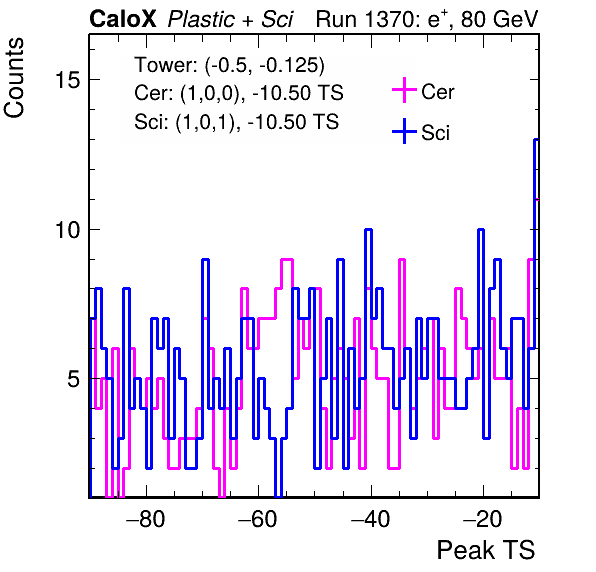 CaloX Plastic + Sci Run 1370: e⁺, 80 GeV
Tower: (-0.5, -0.125)
Cer: (1,0,0), -10.50 TS
Sci: (1,0,1), -10.50 TS
Cer
Sci
Counts
15
10
5
−80 −60 −40 −20
Peak TS